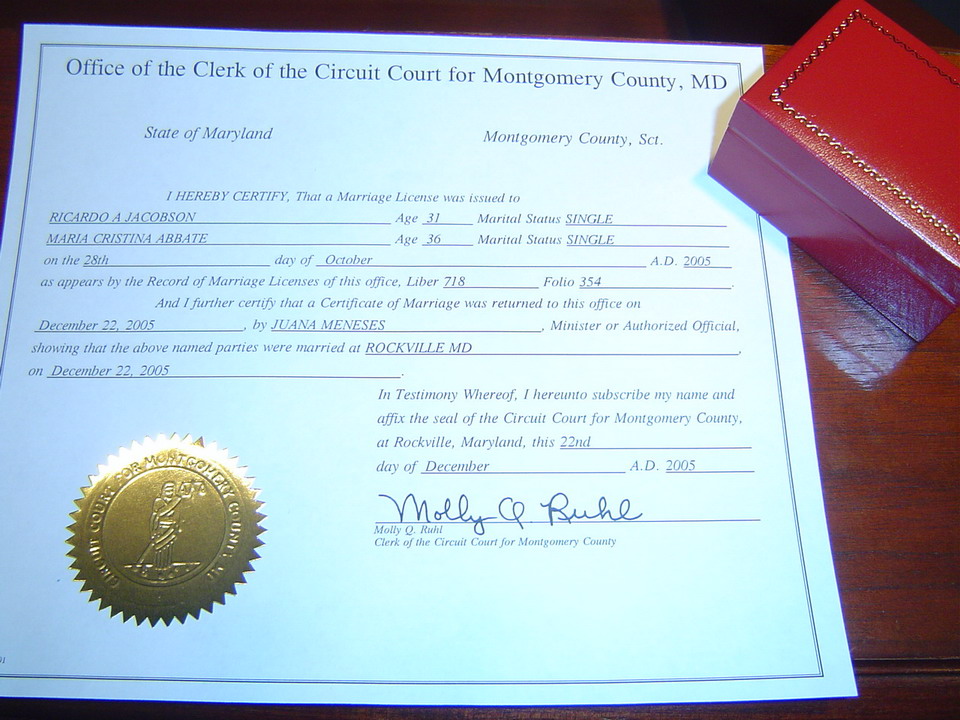 Office of the Clerk of the Circuit Court for Montgomery County, MD
State of Maryland Montgomery County, Sct.
I HEREBY CERTIFY, That a Marriage License was issued to
RICARDO A JACOBSON Age 31 Marital Status SINGLE
MARIA CRISTINA ABBATE Age 36 Marital Status SINGLE
on the 28th day of October A.D. 2005
as appears by the Record of Marriage Licenses of this office, Liber 718 Folio 354.
And I further certify that a Certificate of Marriage was returned to this office on
December 22, 2005, by JUANA MENESES, Minister or Authorized Official,
showing that the above named parties were married at ROCKVILLE MD,
on December 22, 2005.
In Testimony Whereof, I hereunto subscribe my name and
affix the seal of the Circuit Court for Montgomery County,
at Rockville, Maryland, this 22nd
day of December A.D. 2005
Molly Q. Ruhl
Molly Q. Ruhl
Clerk of the Circuit Court for Montgomery County
CIRCUIT COURT FOR MONTGOMERY COUNTY, MD